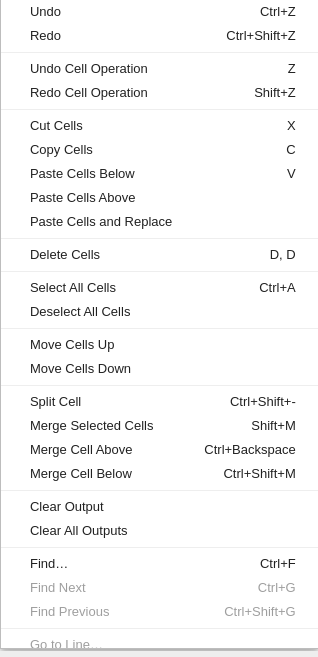 Undo Ctrl+Z
Redo Ctrl+Shift+Z
Undo Cell Operation Z
Redo Cell Operation Shift+Z
Cut Cells X
Copy Cells C
Paste Cells Below V
Paste Cells Above
Paste Cells and Replace
Delete Cells D, D
Select All Cells Ctrl+A
Deselect All Cells
Move Cells Up
Move Cells Down
Split Cell Ctrl+Shift+-
Merge Selected Cells Shift+M
Merge Cell Above Ctrl+Backspace
Merge Cell Below Ctrl+Shift+M
Clear Output
Clear All Outputs
Find… Ctrl+F
Find Next Ctrl+G
Find Previous Ctrl+Shift+G
Go to Line…